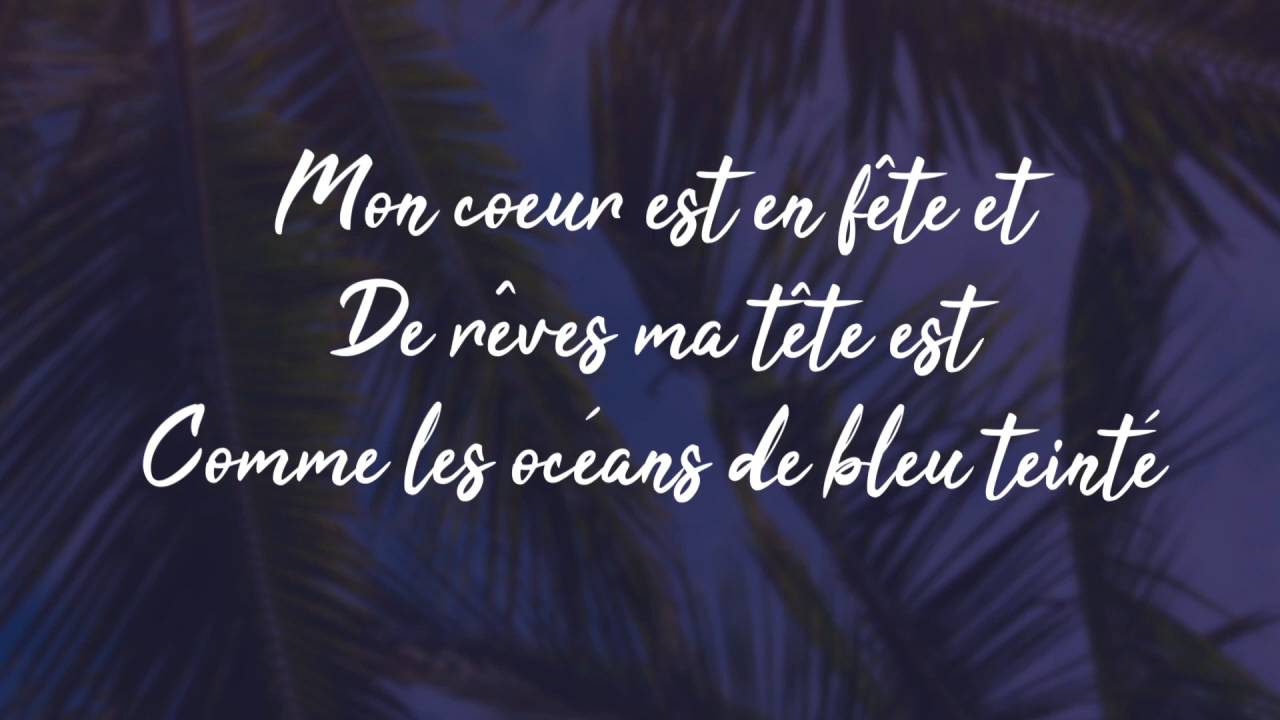 Mon coeur est en fête et
De rêves ma tête est
Comme les océans de bleu teinté